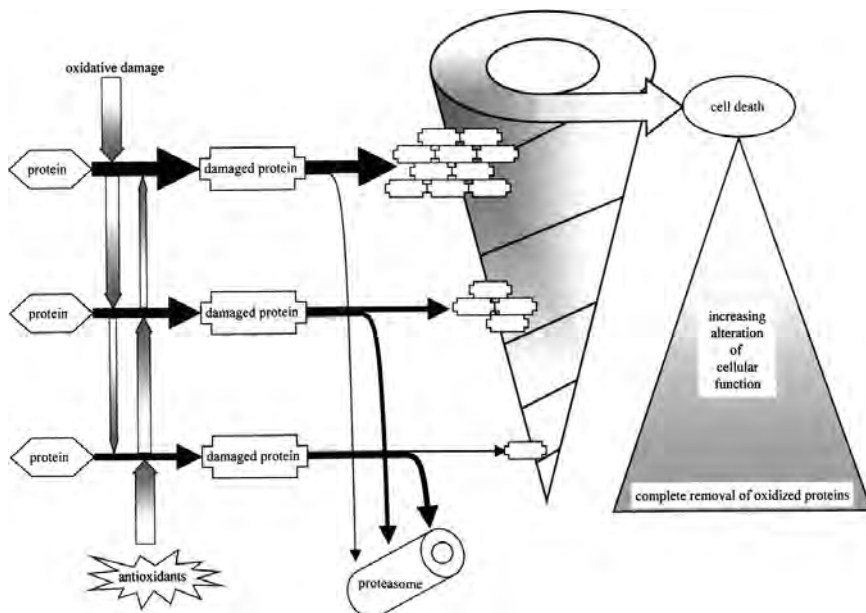 oxidative damage
cell death
protein
damaged protein
protein
damaged protein
increasing
alteration
of
cellular
function
protein
damaged protein
complete removal of oxidized proteins
antioxidants
proteasome